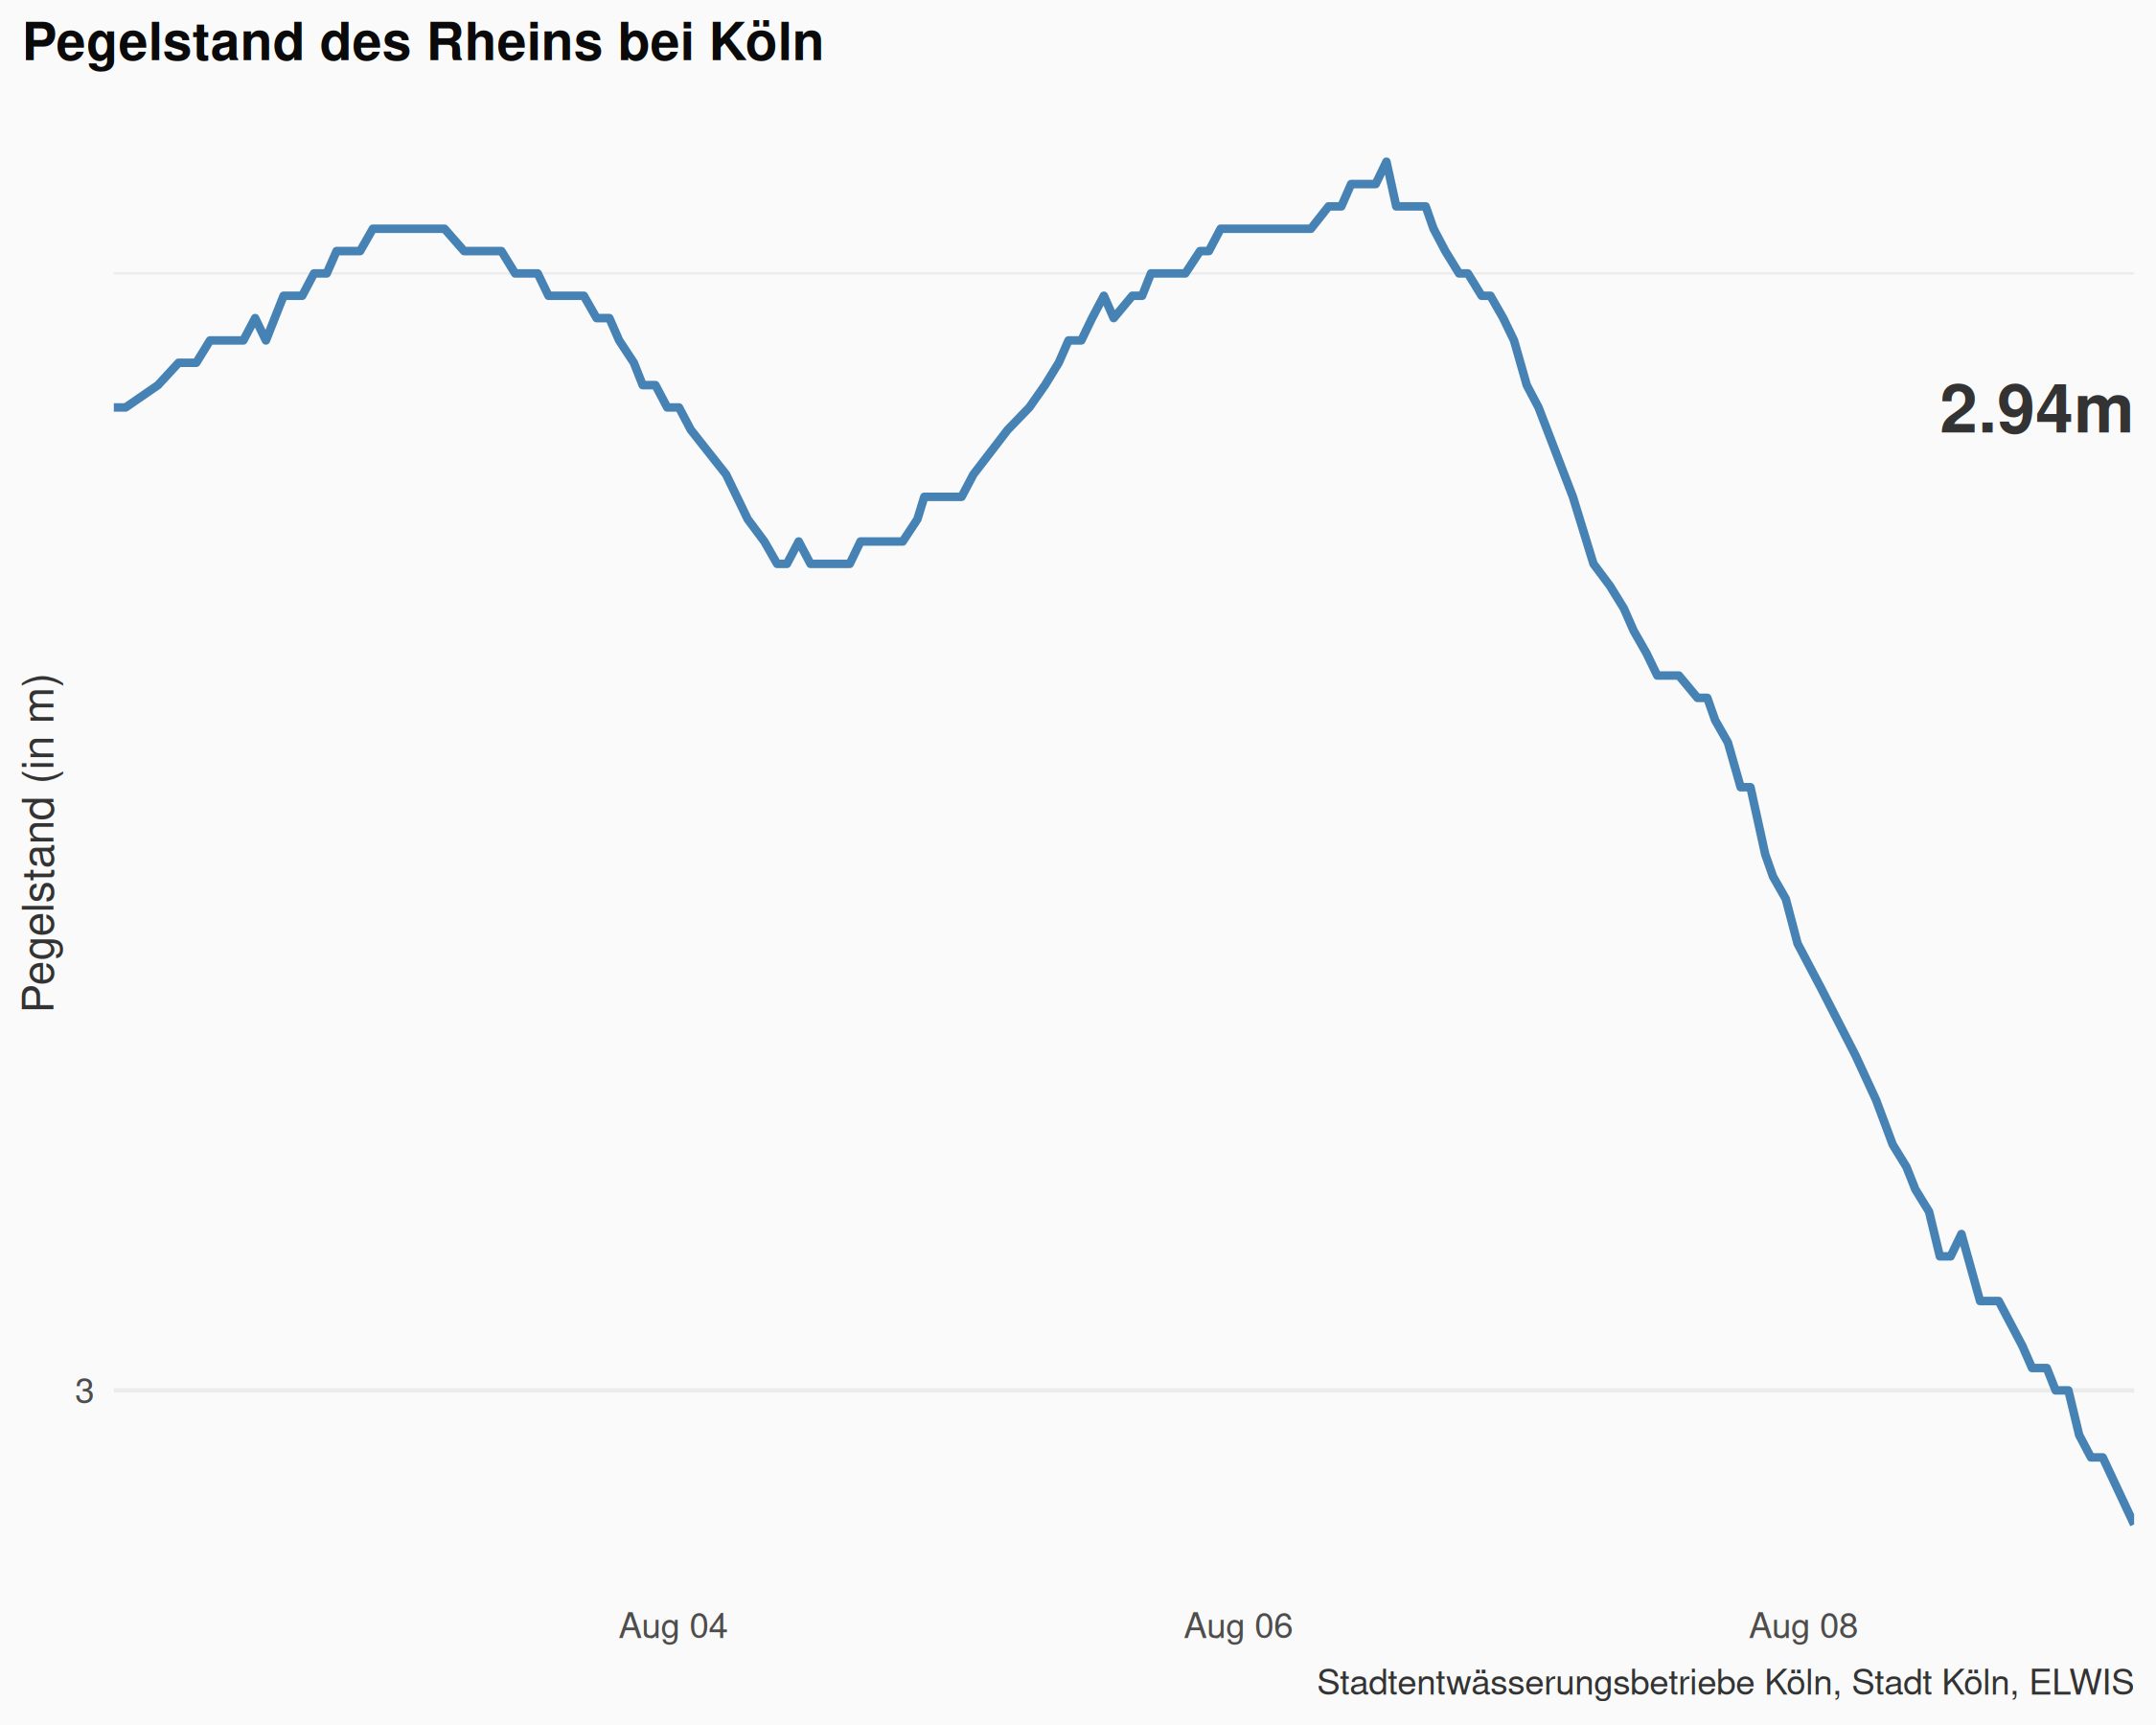 Pegelstand des Rheins bei Köln
2.94m
Pegelstand (in m)
3
Aug 04
Aug 06
Aug 08
Stadtentwässerungsbetriebe Köln, Stadt Köln, ELWIS